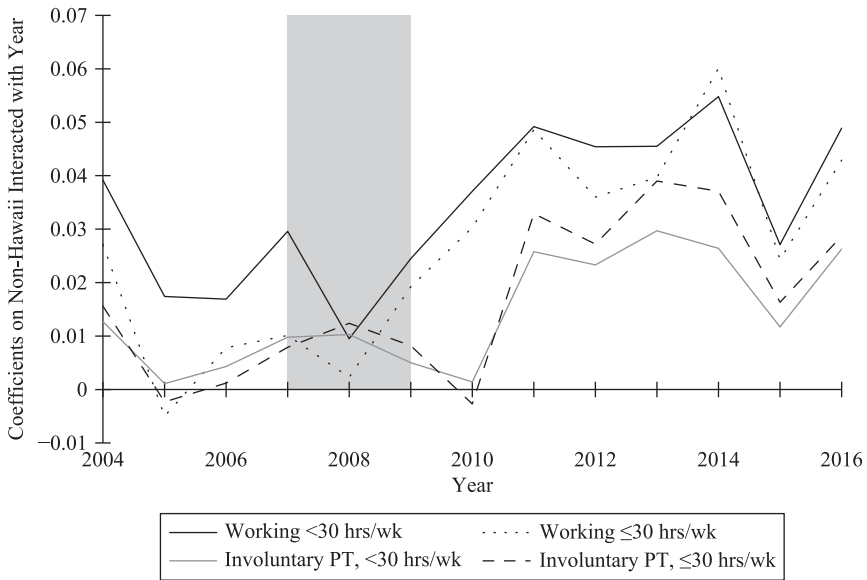 Coefficients on Non-Hawaii Interacted with Year
0.07
0.06
0.05
0.04
0.03
0.02
0.01
0
−0.01
2004 2006 2008 2010 2012 2014 2016
Year
Working <30 hrs/wk Working ≤30 hrs/wk
Involuntary PT, <30 hrs/wk Involuntary PT, ≤30 hrs/wk